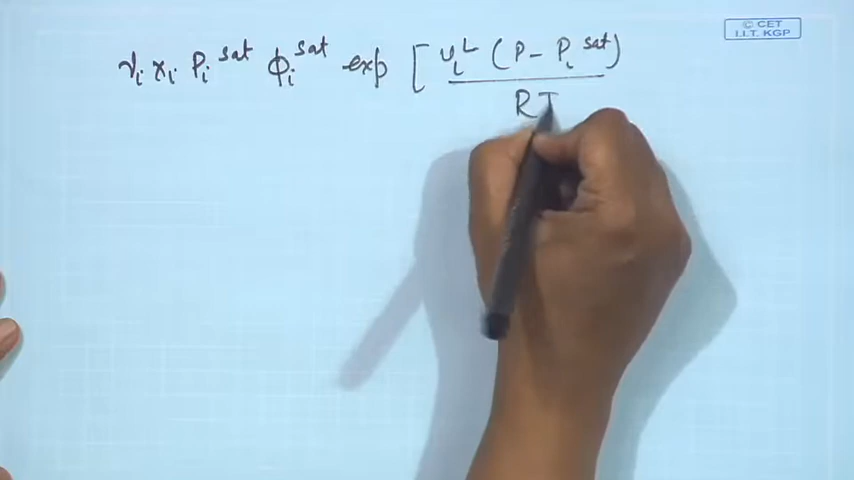 © CET
I.I.T. KGP
γi xi Pi^sat ϕi^sat exp [ vi^L (P - Pi^sat)
RT